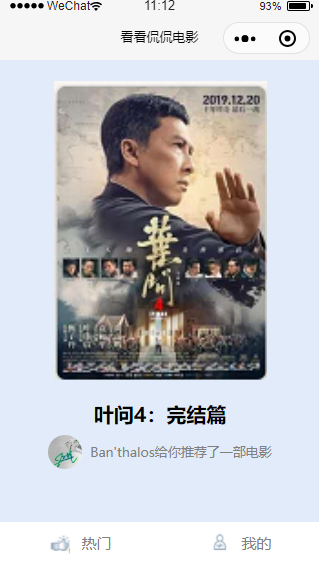 WeChat 11:12 93%
看看侃侃电影
2019.12.20
葉問
4
叶问4：完结篇
Ban'thalos给你推荐了一部电影
热门 我的